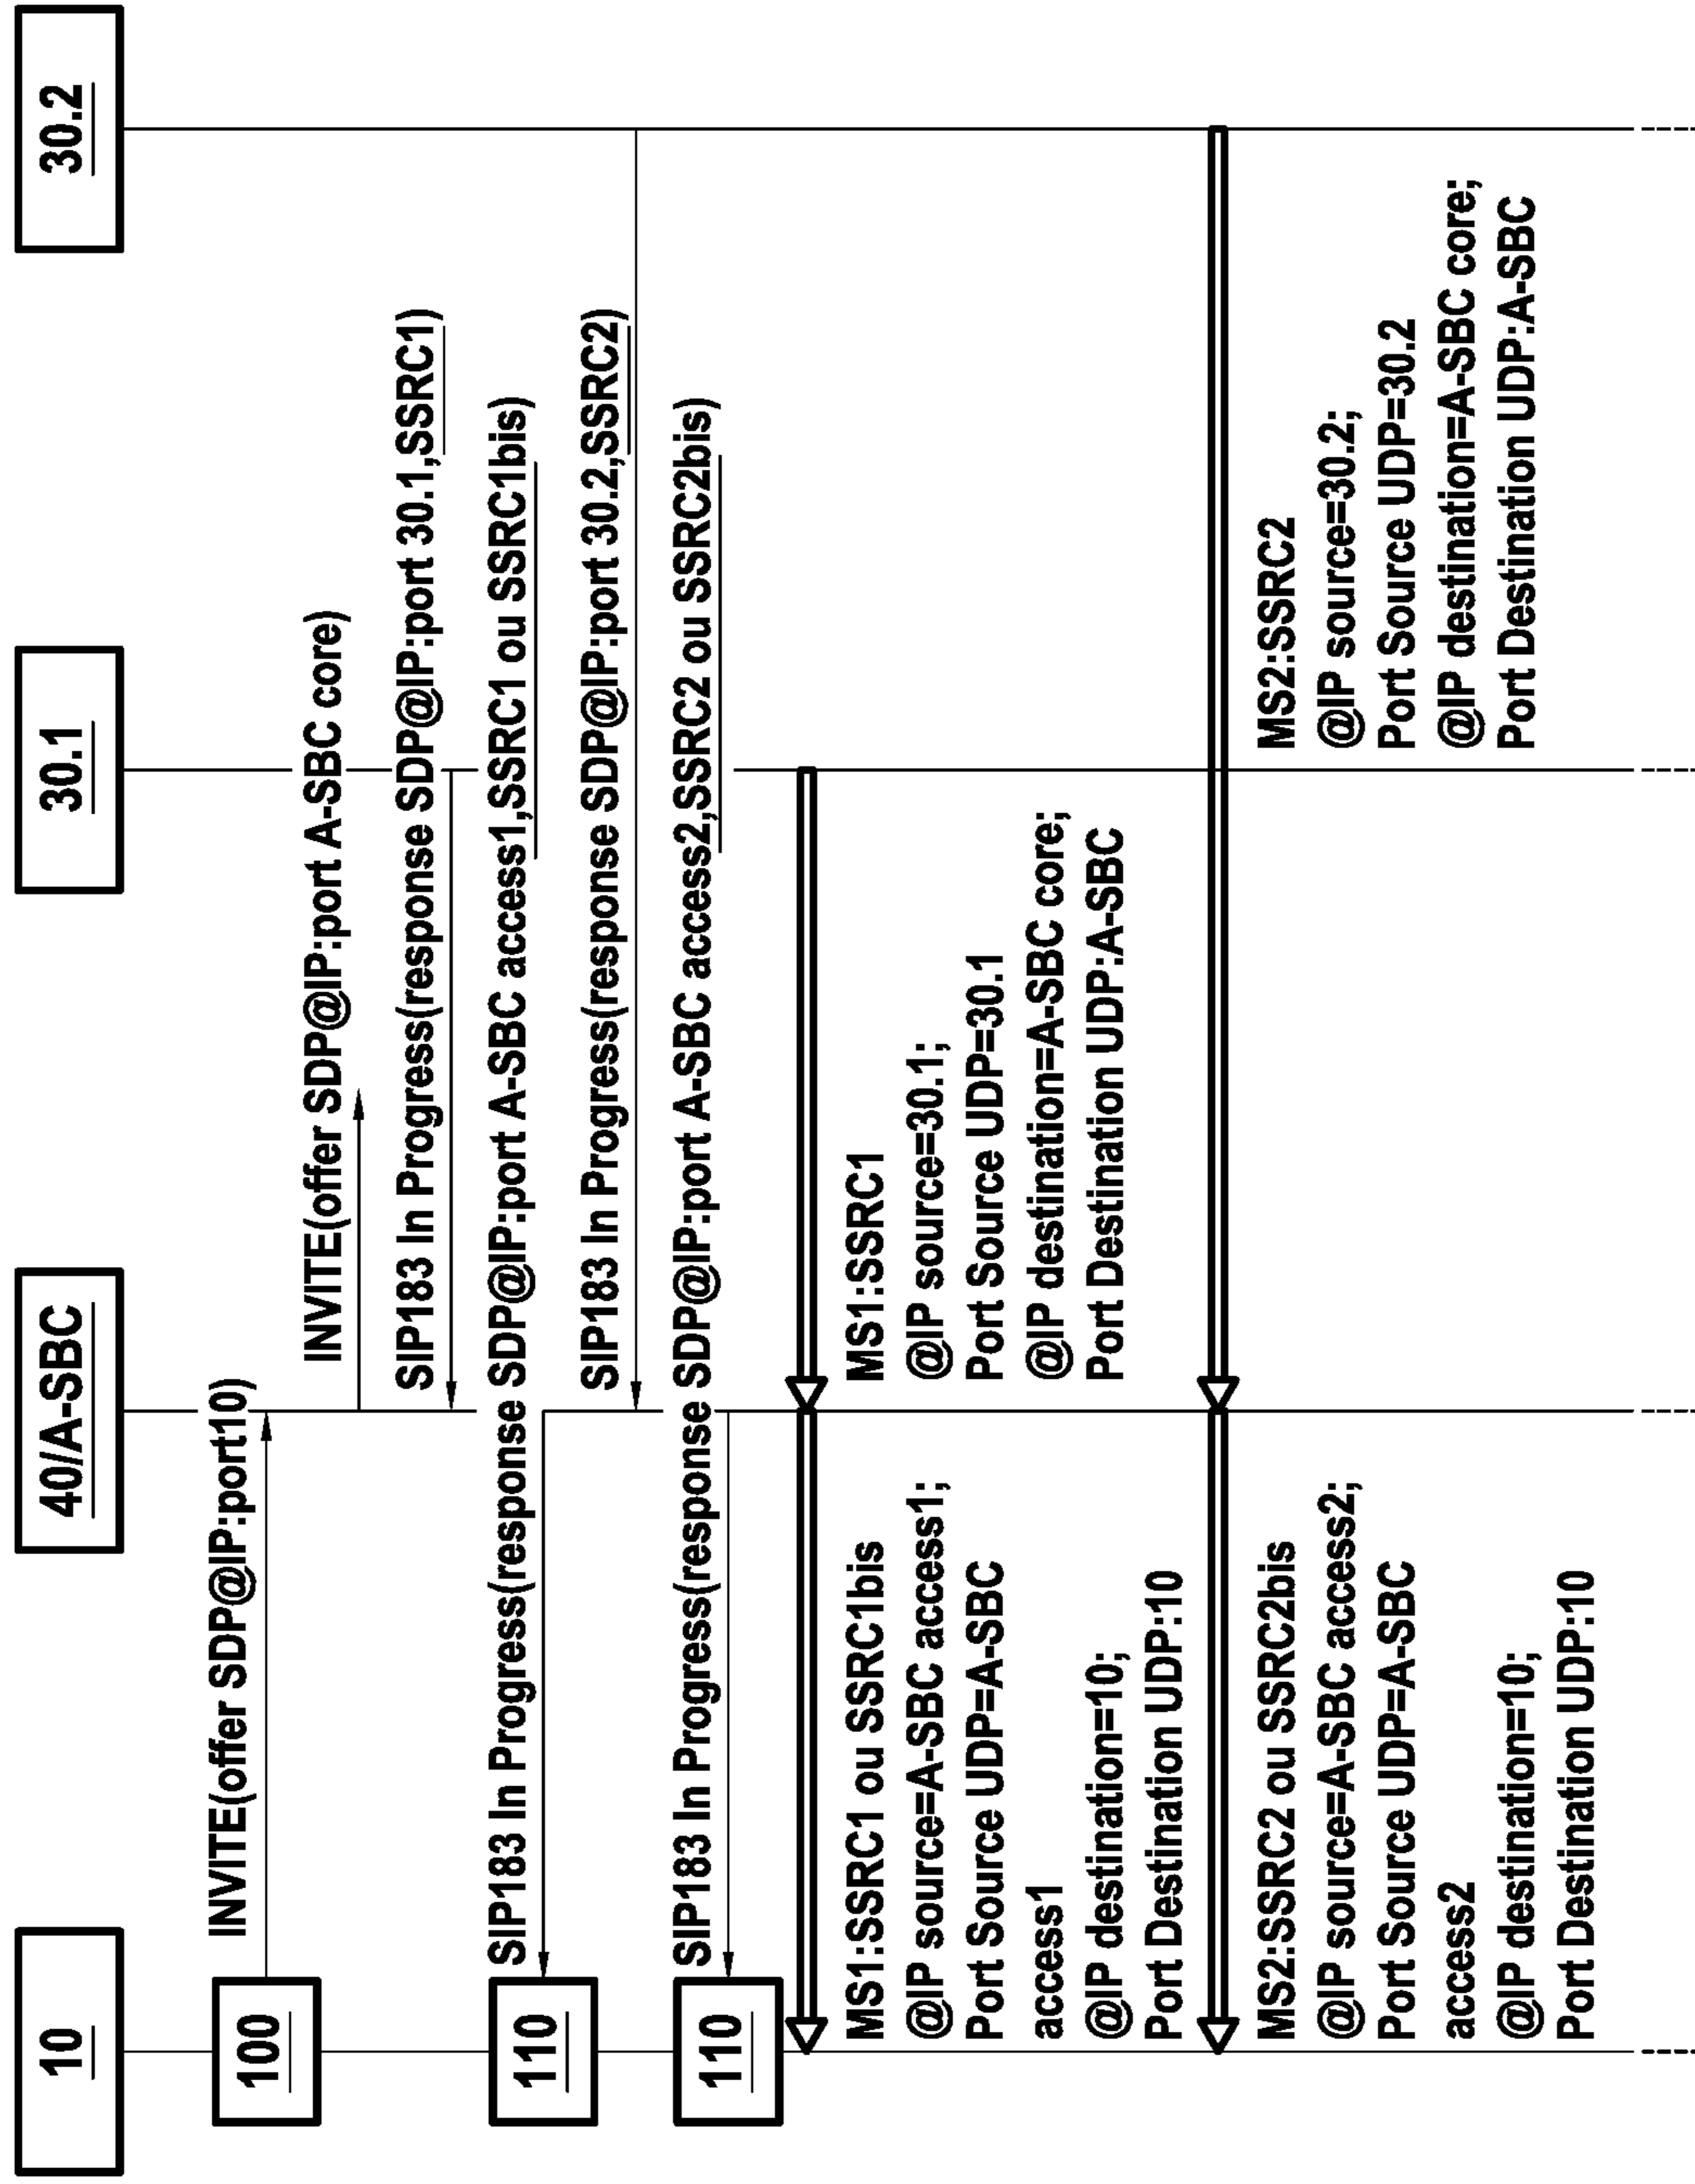 10
40/A-SBC
30.1
30.2
100
INVITE(offer SDP@IP:port10)
INVITE(offer SDP@IP:port A-SBC core)
SIP183 In Progress(response SDP@IP:port 30.1,SSRC1)
110
SIP183 In Progress(response SDP@IP:port A-SBC access1,SSRC1 ou SSRC1bis)
SIP183 In Progress(response SDP@IP:port 30.2,SSRC2)
110
SIP183 In Progress(response SDP@IP:port A-SBC access2,SSRC2 ou SSRC2bis)
MS1:SSRC1 ou SSRC1bis
@IP source=A-SBC access1;
Port Source UDP=A-SBC
access1
@IP destination=10;
Port Destination UDP:10
MS1:SSRC1
@IP source=30.1;
Port Source UDP=30.1
@IP destination=A-SBC core;
Port Destination UDP:A-SBC
MS2:SSRC2 ou SSRC2bis
@IP source=A-SBC access2;
Port Source UDP=A-SBC
access2
@IP destination=10;
Port Destination UDP:10
MS2:SSRC2
@IP source=30.2;
Port Source UDP=30.2
@IP destination=A-SBC core;
Port Destination UDP:A-SBC